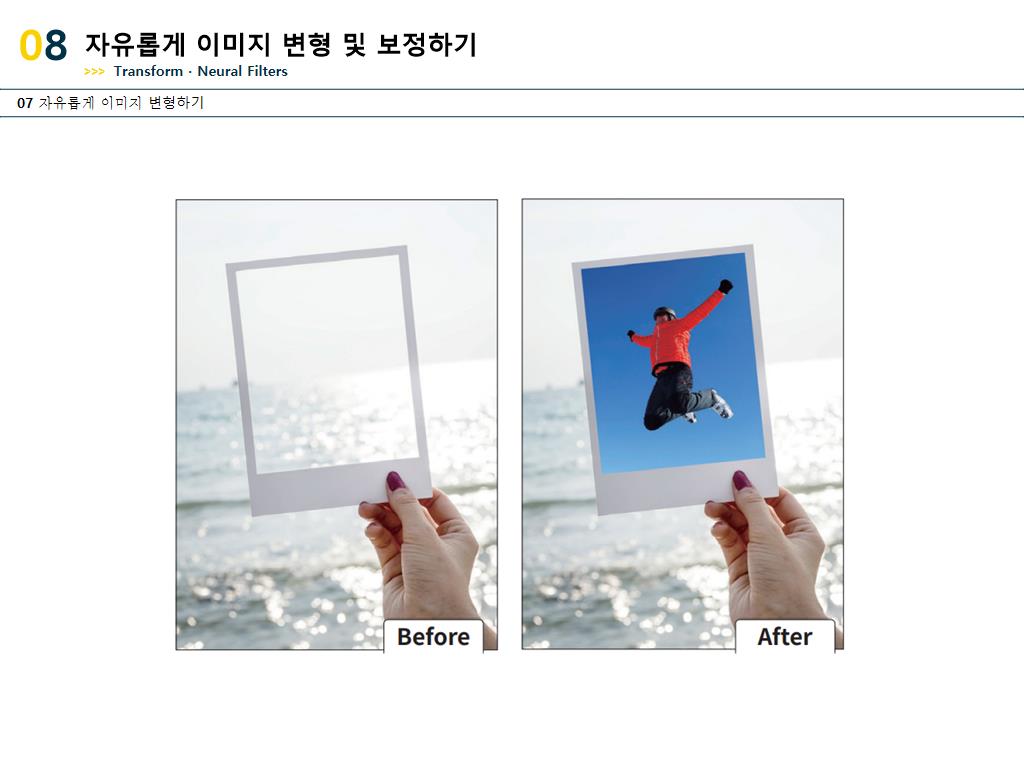 08 자유롭게 이미지 변형 및 보정하기
>>> Transform · Neural Filters
07 자유롭게 이미지 변형하기
Before
After